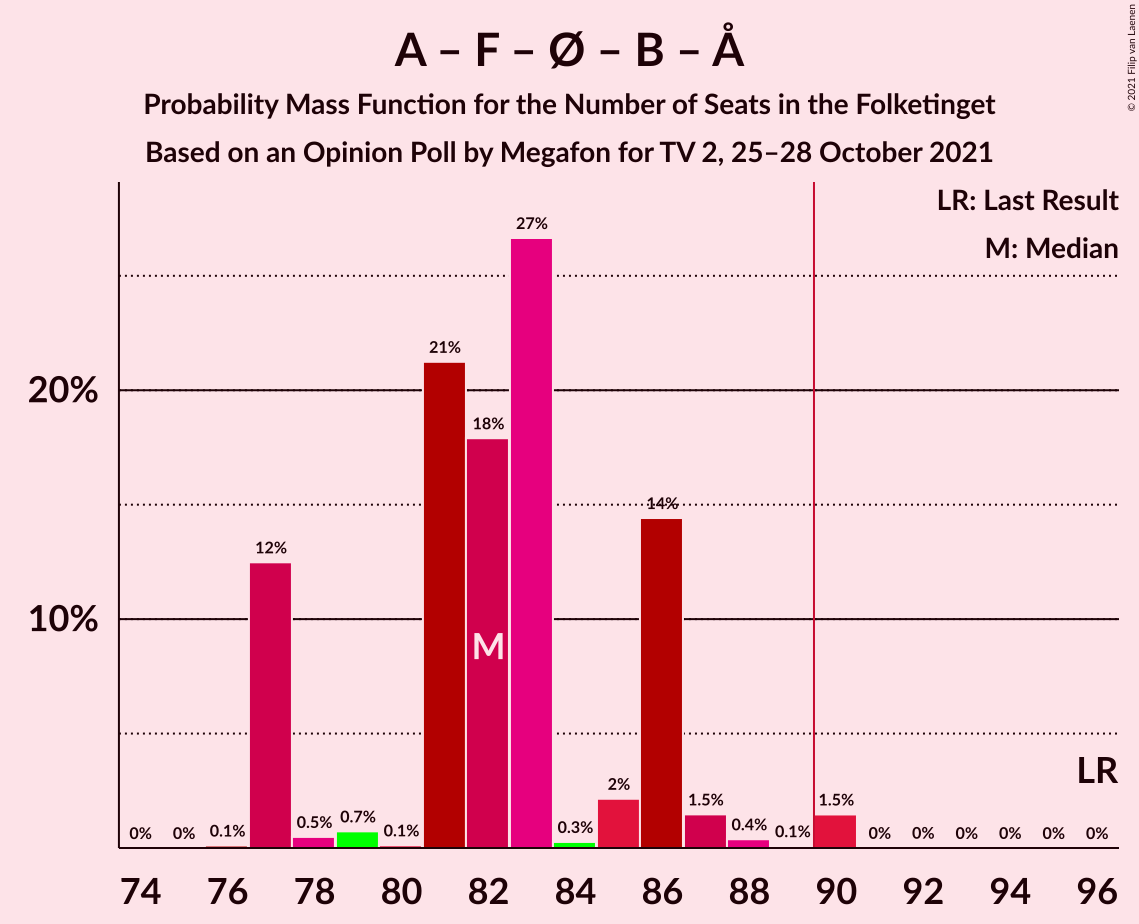 A – F – Ø – B – Å
Probability Mass Function for the Number of Seats in the Folketinget
Based on an Opinion Poll by Megafon for TV 2, 25–28 October 2021
© 2021 Filip van Laenen
LR: Last Result
M: Median
27%
21%
20%
18%
14%
12%
10%
M
LR
2%
1.5%
1.5%
0.7%
0.5%
0.4%
0.3%
0% 0% 0.1% 0.1% 0.1% 0% 0% 0% 0% 0% 0%
74 76 78 80 82 84 86 88 90 92 94 96